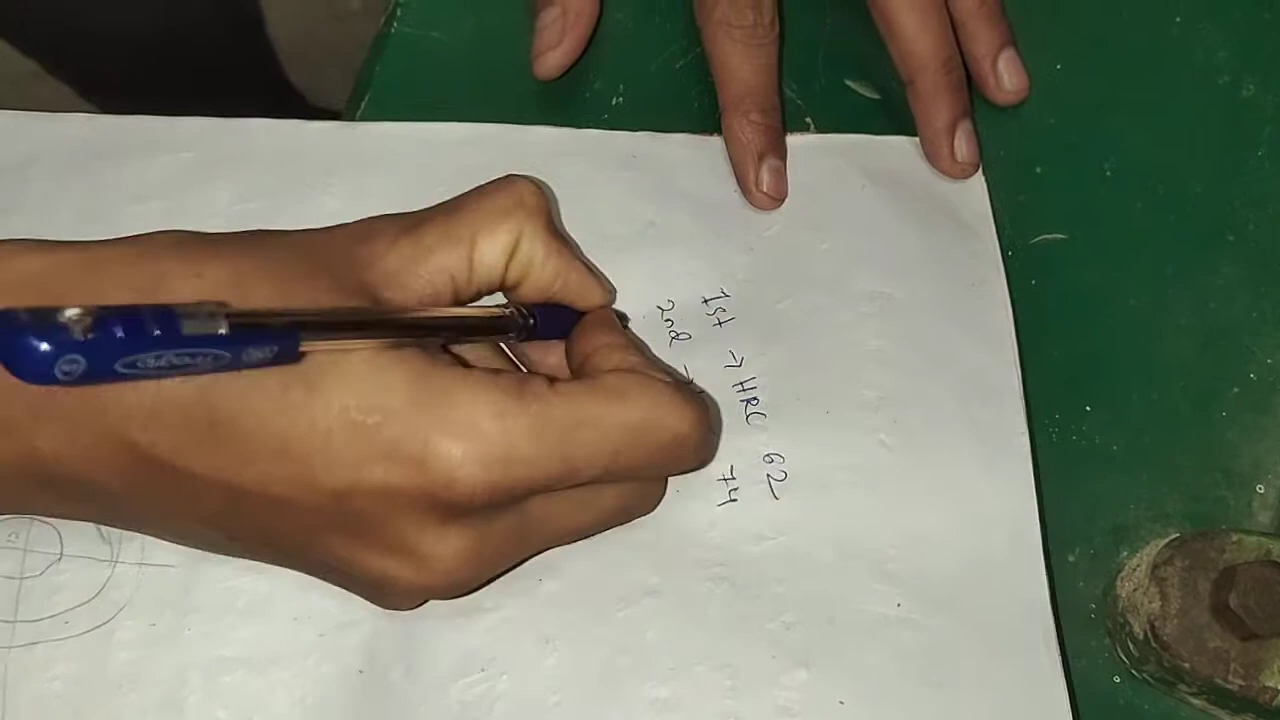 1st → HRC 62
2nd → 74